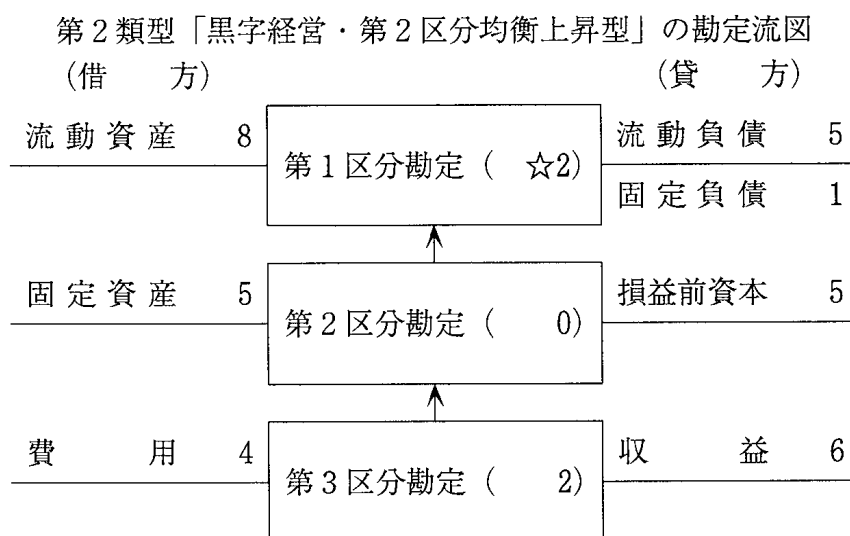 第2類型「黒字経営・第2区分均衡上昇型」の勘定流図
(借 方) (貸 方)
流動資産 8 流動負債 5
第1区分勘定( ☆2)
固定負債 1
固定資産 5 損益前資本 5
第2区分勘定( 0)
費 用 4 収 益 6
第3区分勘定( 2)